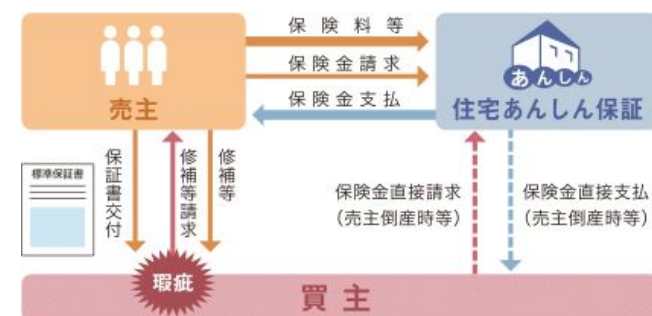 保険料等
保険金請求
保険金支払
売主
あんしん
住宅あんしん保証
標準保証書
保証書交付
修補等請求
修補等
保険金直接請求
（売主倒産時等）
保険金直接支払
（売主倒産時等）
瑕疵
買主